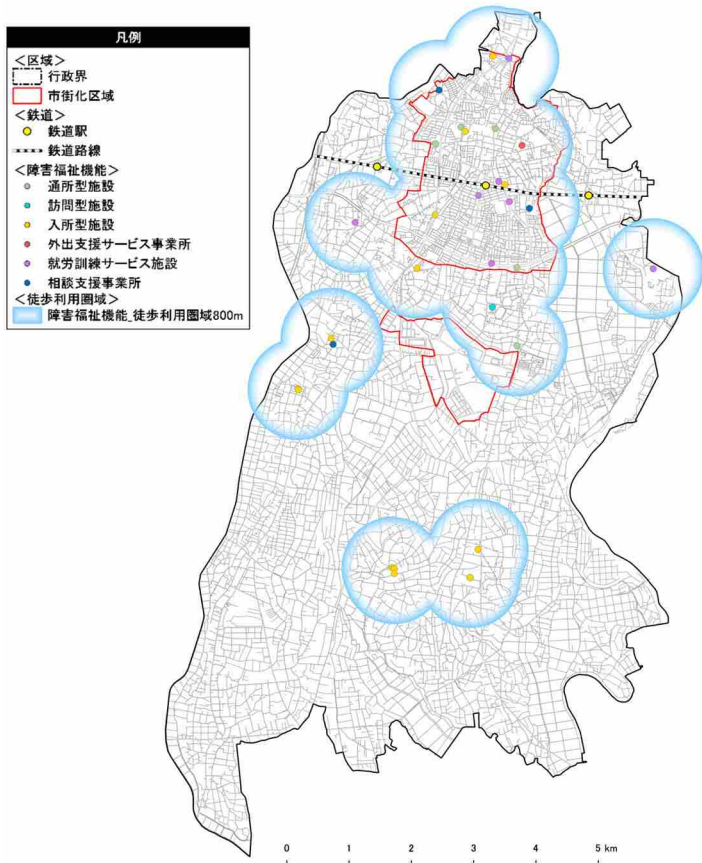 凡例
＜区域＞
行政界
市街化区域
＜鉄道＞
鉄道駅
鉄道路線
＜障害福祉機能＞
通所型施設
訪問型施設
入所型施設
外出支援サービス事業所
就労訓練サービス施設
相談支援事業所
＜徒歩利用圏域＞
障害福祉機能_徒歩利用圏域800m
0 1 2 3 4 5 km